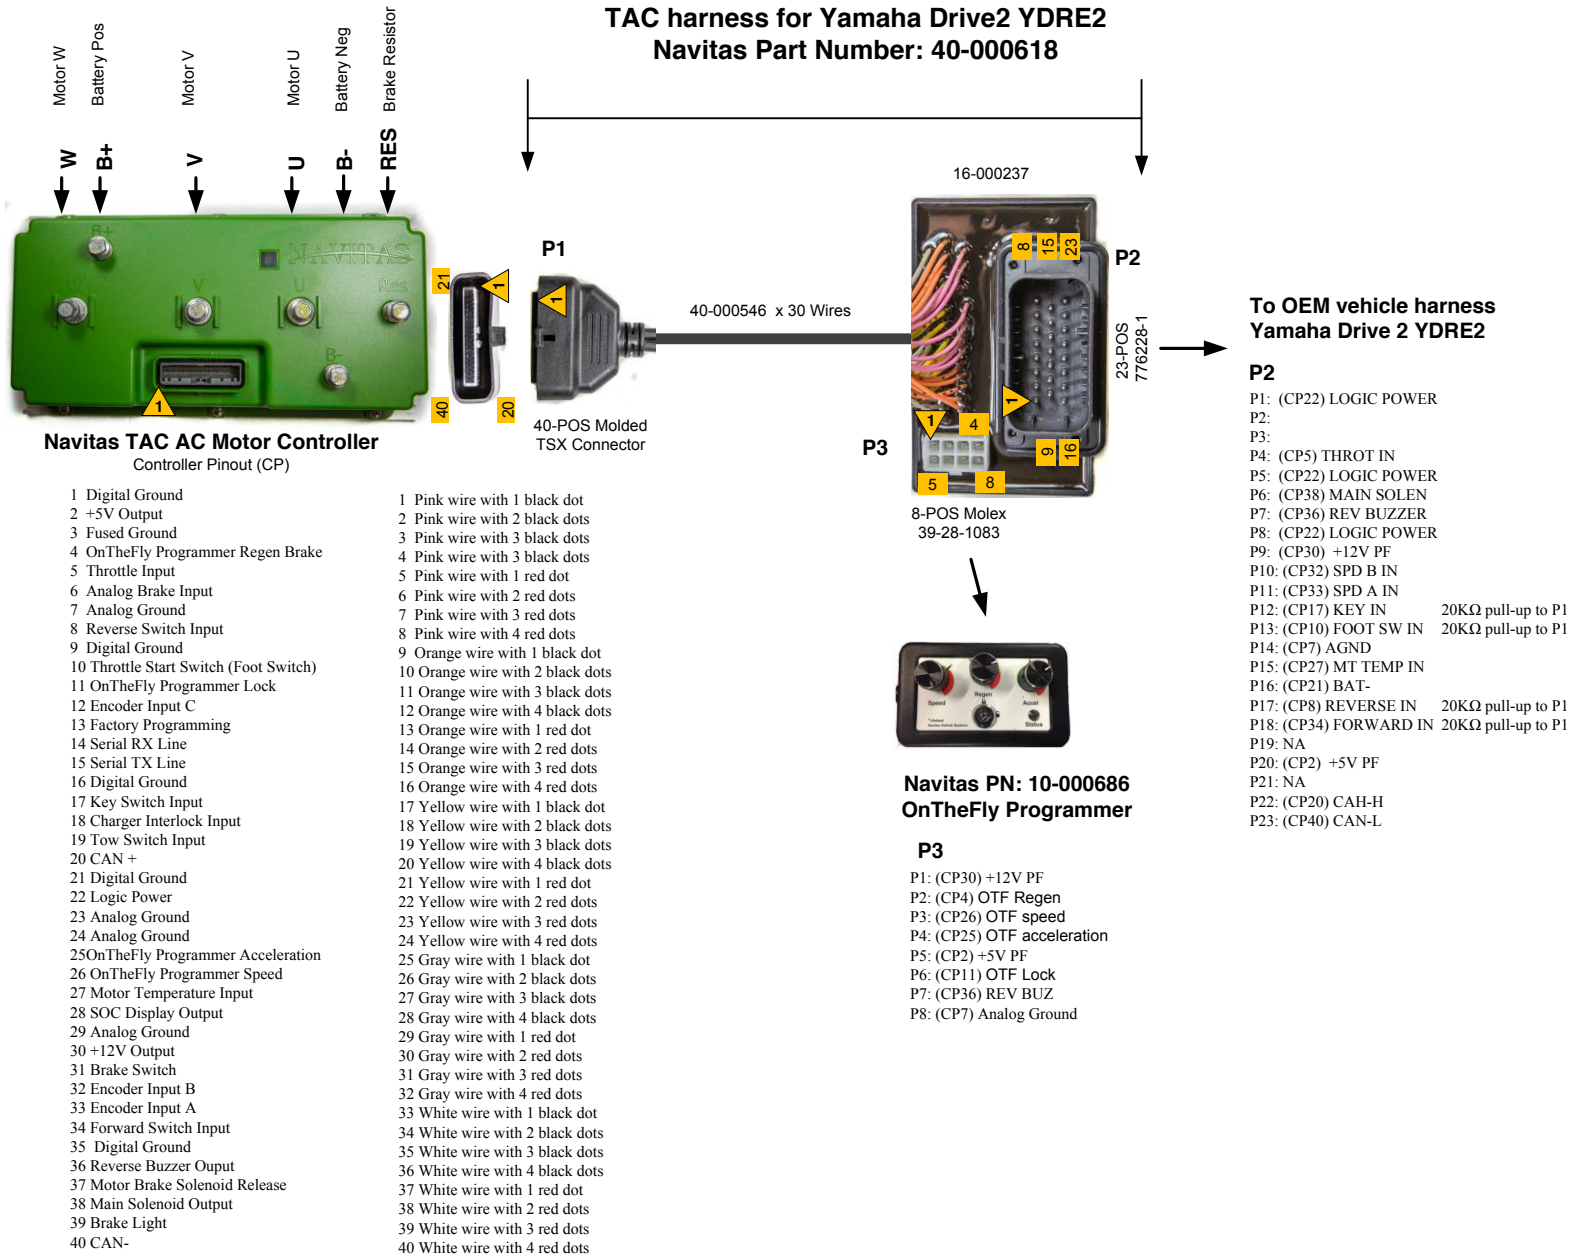 TAC harness for Yamaha Drive2 YDRE2
Navitas Part Number: 40-000618
Motor W
Battery Pos
Motor V
Motor U
Battery Neg
Brake Resistor
W
B+
V
U
B-
RES
B+
NAVITAS
W
V
U
Res
B-
1
21
1
40
20
P1
1
40-POS Molded
TSX Connector
40-000546 x 30 Wires
16-000237
8
15
23
P2
1
9
16
23-POS
776228-1
P3
1
4
5
8
8-POS Molex
39-28-1083
To OEM vehicle harness
Yamaha Drive 2 YDRE2
P2
P1: (CP22) LOGIC POWER
P2:
P3:
P4: (CP5) THROT IN
P5: (CP22) LOGIC POWER
P6: (CP38) MAIN SOLEN
P7: (CP36) REV BUZZER
P8: (CP22) LOGIC POWER
P9: (CP30) +12V PF
P10: (CP32) SPD B IN
P11: (CP33) SPD A IN
P12: (CP17) KEY IN 20KΩ pull-up to P1
P13: (CP10) FOOT SW IN 20KΩ pull-up to P1
P14: (CP7) AGND
P15: (CP27) MT TEMP IN
P16: (CP21) BAT-
P17: (CP8) REVERSE IN 20KΩ pull-up to P1
P18: (CP34) FORWARD IN 20KΩ pull-up to P1
P19: NA
P20: (CP2) +5V PF
P21: NA
P22: (CP20) CAH-H
P23: (CP40) CAN-L
Navitas TAC AC Motor Controller
Controller Pinout (CP)
1 Digital Ground
2 +5V Output
3 Fused Ground
4 OnTheFly Programmer Regen Brake
5 Throttle Input
6 Analog Brake Input
7 Analog Ground
8 Reverse Switch Input
9 Digital Ground
10 Throttle Start Switch (Foot Switch)
11 OnTheFly Programmer Lock
12 Encoder Input C
13 Factory Programming
14 Serial RX Line
15 Serial TX Line
16 Digital Ground
17 Key Switch Input
18 Charger Interlock Input
19 Tow Switch Input
20 CAN +
21 Digital Ground
22 Logic Power
23 Analog Ground
24 Analog Ground
25OnTheFly Programmer Acceleration
26 OnTheFly Programmer Speed
27 Motor Temperature Input
28 SOC Display Output
29 Analog Ground
30 +12V Output
31 Brake Switch
32 Encoder Input B
33 Encoder Input A
34 Forward Switch Input
35 Digital Ground
36 Reverse Buzzer Ouput
37 Motor Brake Solenoid Release
38 Main Solenoid Output
39 Brake Light
40 CAN-
1 Pink wire with 1 black dot
2 Pink wire with 2 black dots
3 Pink wire with 3 black dots
4 Pink wire with 3 black dots
5 Pink wire with 1 red dot
6 Pink wire with 2 red dots
7 Pink wire with 3 red dots
8 Pink wire with 4 red dots
9 Orange wire with 1 black dot
10 Orange wire with 2 black dots
11 Orange wire with 3 black dots
12 Orange wire with 4 black dots
13 Orange wire with 1 red dot
14 Orange wire with 2 red dots
15 Orange wire with 3 red dots
16 Orange wire with 4 red dots
17 Yellow wire with 1 black dot
18 Yellow wire with 2 black dots
19 Yellow wire with 3 black dots
20 Yellow wire with 4 black dots
21 Yellow wire with 1 red dot
22 Yellow wire with 2 red dots
23 Yellow wire with 3 red dots
24 Yellow wire with 4 red dots
25 Gray wire with 1 black dot
26 Gray wire with 2 black dots
27 Gray wire with 3 black dots
28 Gray wire with 4 black dots
29 Gray wire with 1 red dot
30 Gray wire with 2 red dots
31 Gray wire with 3 red dots
32 Gray wire with 4 red dots
33 White wire with 1 black dot
34 White wire with 2 black dots
35 White wire with 3 black dots
36 White wire with 4 black dots
37 White wire with 1 red dot
38 White wire with 2 red dots
39 White wire with 3 red dots
40 White wire with 4 red dots
Speed
Regen
Accel
Status
Navitas PN: 10-000686
OnTheFly Programmer
P3
P1: (CP30) +12V PF
P2: (CP4) OTF Regen
P3: (CP26) OTF speed
P4: (CP25) OTF acceleration
P5: (CP2) +5V PF
P6: (CP11) OTF Lock
P7: (CP36) REV BUZ
P8: (CP7) Analog Ground